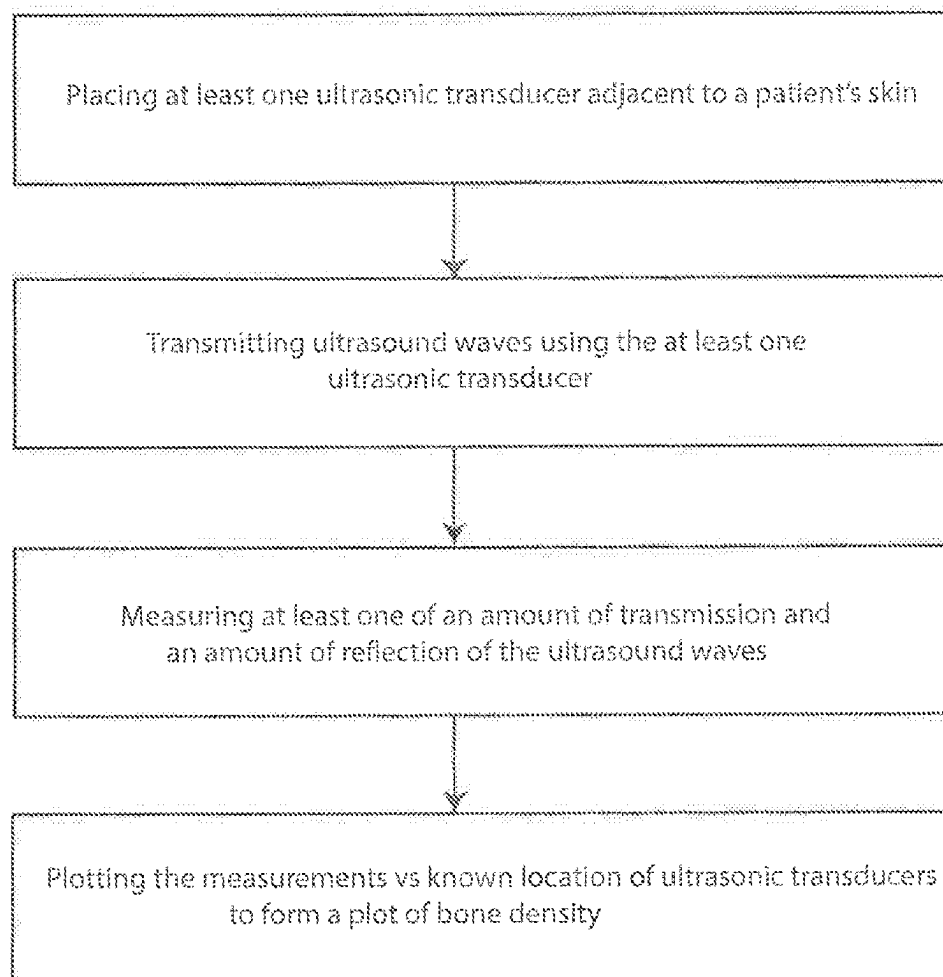 Placing at least one ultrasonic transducer adjacent to a patient's skin
Transmitting ultrasound waves using the at least one
ultrasonic transducer
Measuring at least one of an amount of transmission and
an amount of reflection of the ultrasound waves
Plotting the measurements vs known location of ultrasonic transducers
to form a plot of bone density